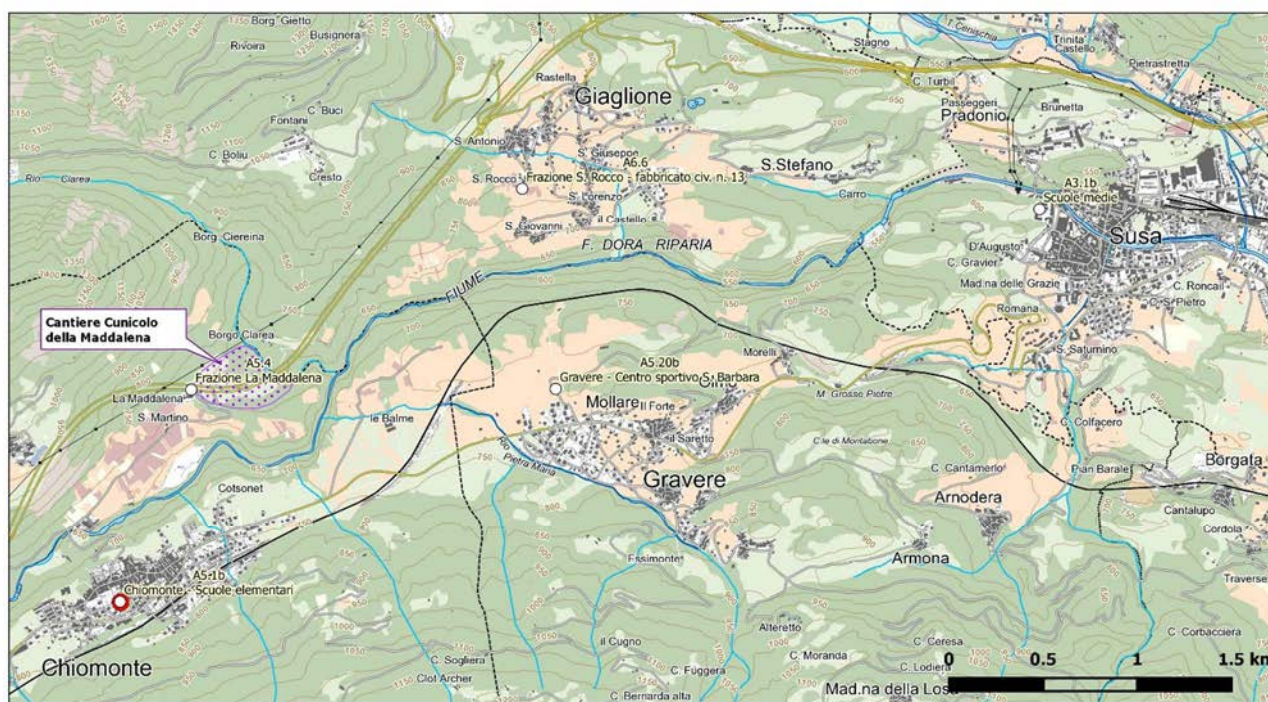 Borg Gietto
Busignera
Rivoira
C. Buci
Fontani
C. Boliu
Cresto
Rio Clarea
Borg. Ciereina
Rastella
Giaglione
S. Antonio
S. Giuseppe
A6.6
S. Rocco
Frazione S. Rocco - fabbricato civ. n. 13
S. Lorenzo
il Castello
S. Giovanni
F. DORA RIPARIA
FIUME
Stagno
C. Turbil
T. Cenischia
Trinita'
Castello
Pietrastretta
Passeggeri
Pradonio
Brunetta
S.Stefano
Carro
A3.1b
Scuole medie
Susa
D'Augusto
C. Gravier
Mad.na delle Grazie
C. Roncail
C. S. Pietro
Romana
S. Saturnino
Cantiere Cunicolo
della Maddalena
Borgo Clarea
A5.4
Frazione La Maddalena
La Maddalena
S. Martino
le Balme
A5.20b
Gravere - Centro sportivo S. Barbara
Morelli
Mollare
Il Forte
il Saretto
M. Grosse Pietre
C.le di Montabone
Rio Pietra Maria
Gravere
C. Cantamerlo
Arnodera
Armona
C. Colfacero
Pian Barale
Borgata
Cantalupo
Cordola
Traverse
Essimonte
Cotsonet
A5.1b
Chiomonte - Scuole elementari
Chiomonte
C. Sogliera
Clot Archer
il Cugno
C. Fuggera
C. Bernarda alta
Alteretto
C. Moranda
C. Ceresa
C. Lodiera
Mad.na della Losa
C. Corbacciera
0 0.5 1 1.5 km